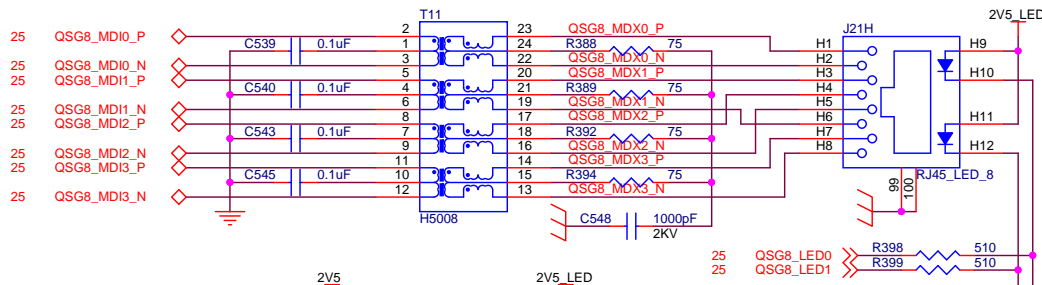 T11
2V5_LED
25 QSG8_MDI0_P 2 23 QSG8_MDX0_P J21H
C539 0.1uF 1 24 R388 75 H1 H9
25 QSG8_MDI0_N 3 22 QSG8_MDX0_N H2
25 QSG8_MDI1_P 5 20 QSG8_MDX1_P H3 H10
C540 0.1uF 4 21 R389 75 H4
25 QSG8_MDI1_N 6 19 QSG8_MDX1_N H5
25 QSG8_MDI2_P 8 17 QSG8_MDX2_P H6 H11
C543 0.1uF 7 18 R392 75 H7
25 QSG8_MDI2_N 9 16 QSG8_MDX2_N H8 H12
25 QSG8_MDI3_P 11 14 QSG8_MDX3_P
C545 0.1uF 10 15 R394 75 RJ45_LED_8
25 QSG8_MDI3_N 12 13 QSG8_MDX3_N 99 100
H5008 C548 1000pF
2KV
25 QSG8_LED0 R398 510
25 QSG8_LED1 R399 510
2V5 2V5_LED